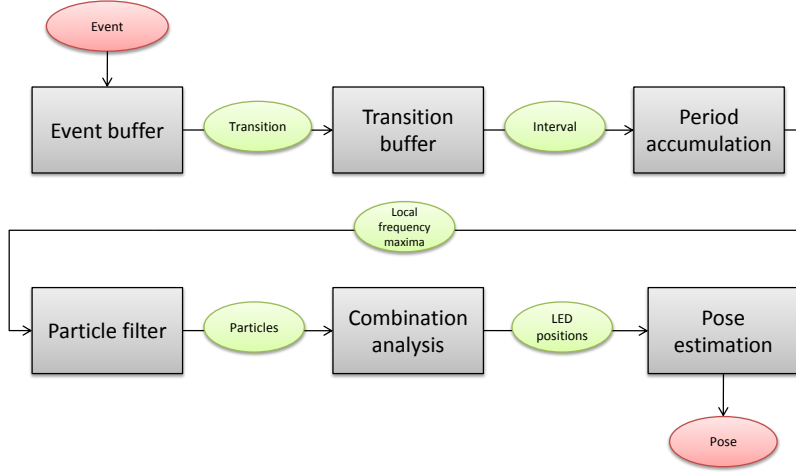 Event
Event buffer
Transition
Transition
buffer
Interval
Period
accumulation
Local
frequency
maxima
Particle filter
Particles
Combination
analysis
LED
positions
Pose
estimation
Pose